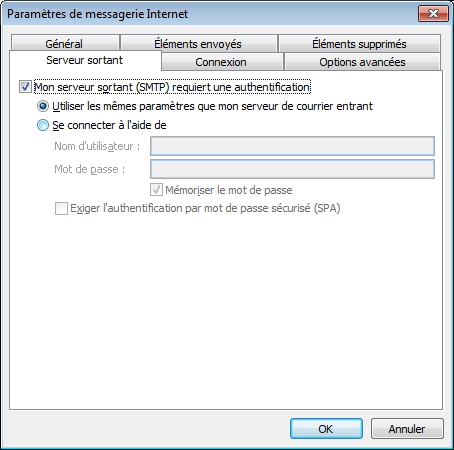 Paramètres de messagerie Internet
Général Éléments envoyés Éléments supprimés
Serveur sortant Connexion Options avancées
Mon serveur sortant (SMTP) requiert une authentification
Utiliser les mêmes paramètres que mon serveur de courrier entrant
Se connecter à l'aide de
Nom d'utilisateur :
Mot de passe :
Mémoriser le mot de passe
Exiger l'authentification par mot de passe sécurisé (SPA)
OK Annuler